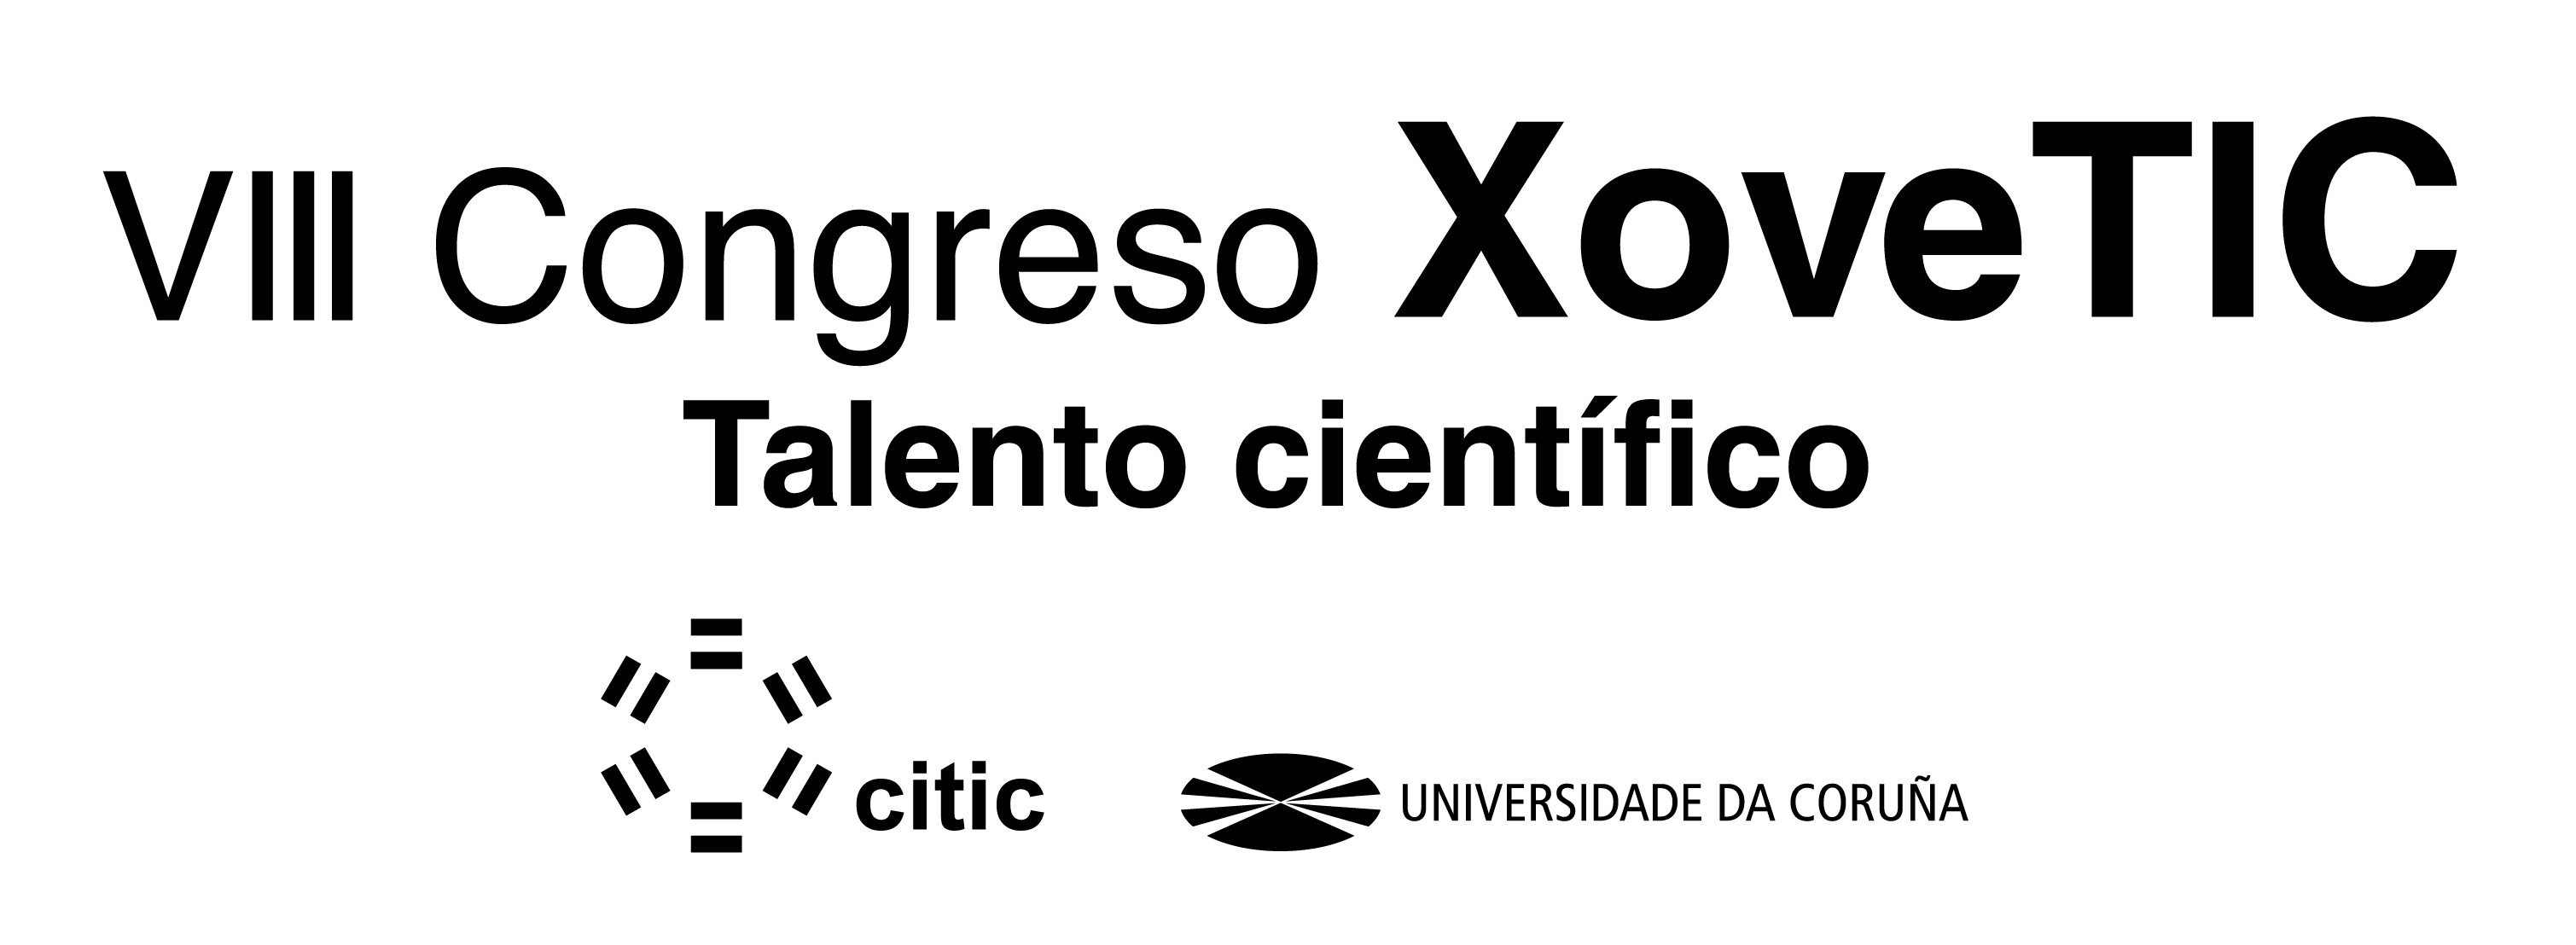 VIII Congreso XoveTIC
Talento científico
citic
UNIVERSIDADE DA CORUÑA